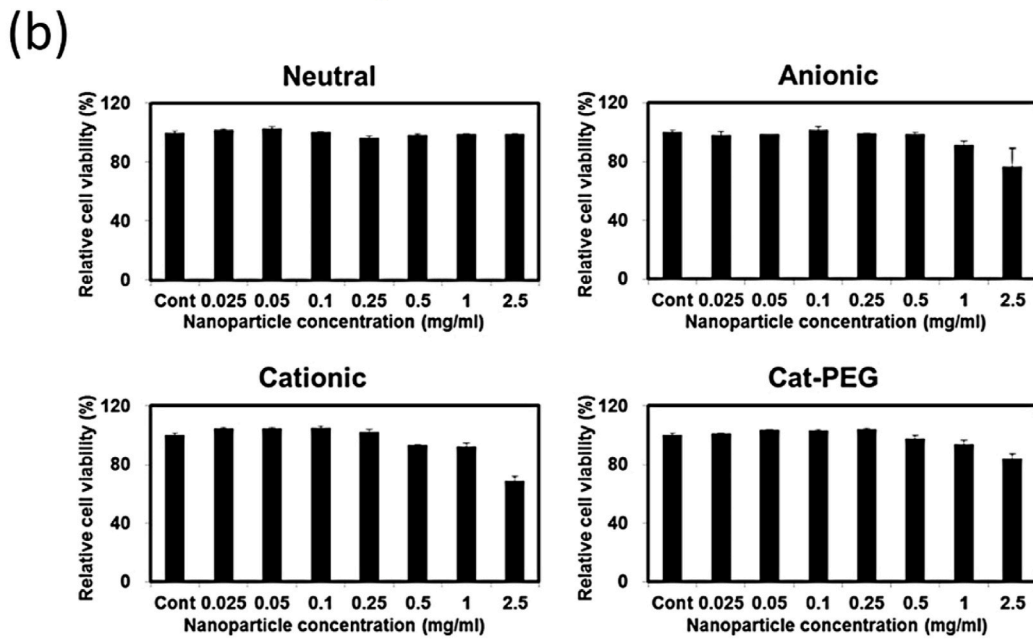 (b)
Neutral
Relative cell viability (%)
120
80
40
0
Cont 0.025 0.05 0.1 0.25 0.5 1 2.5
Nanoparticle concentration (mg/ml)
Anionic
Relative cell viability (%)
120
80
40
0
Cont 0.025 0.05 0.1 0.25 0.5 1 2.5
Nanoparticle concentration (mg/ml)
Cationic
Relative cell viability (%)
120
80
40
0
Cont 0.025 0.05 0.1 0.25 0.5 1 2.5
Nanoparticle concentration (mg/ml)
Cat-PEG
Relative cell viability (%)
120
80
40
0
Cont 0.025 0.05 0.1 0.25 0.5 1 2.5
Nanoparticle concentration (mg/ml)